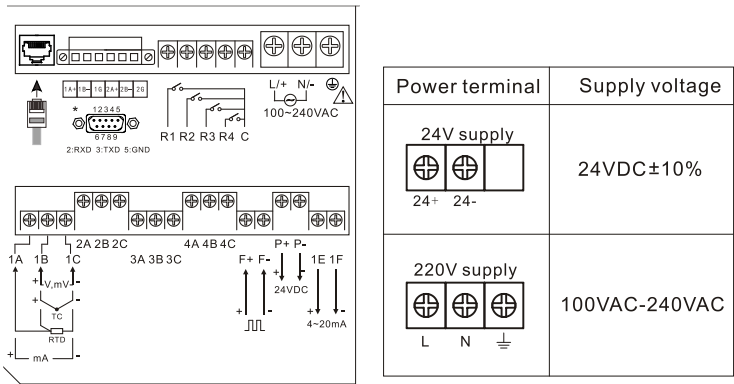 1A+ 1B- 1G 2A+ 2B- 2G
*
12345
6789
2:RXD 3:TXD 5:GND
R1 R2 R3 R4 C
L/+ N/-
100~240VAC
2A 2B 2C
4A 4B 4C
1A 1B 1C
3A 3B 3C
F+ F-
P+ P-
1E 1F
+ V,mV -
+ -
24VDC
+ TC -
RTD
+ -
+ -
4~20mA
+ mA -
Power terminal
Supply voltage
24V supply
24+ 24-
24VDC±10%
220V supply
L N
100VAC-240VAC